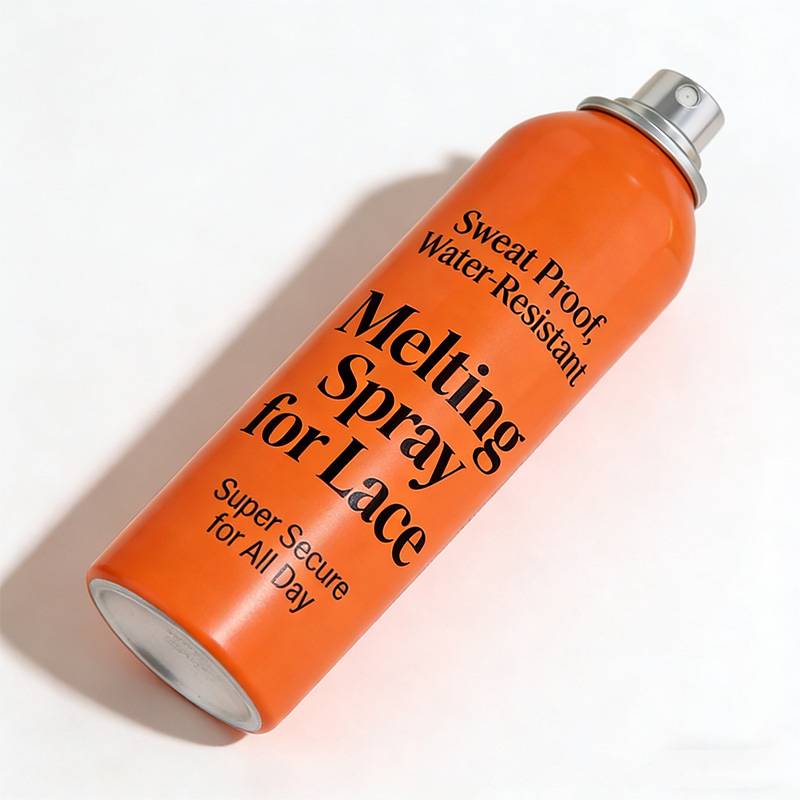 Sweat Proof,
Water-Resistant
Melting
Spray
for Lace
Super Secure
for All Day